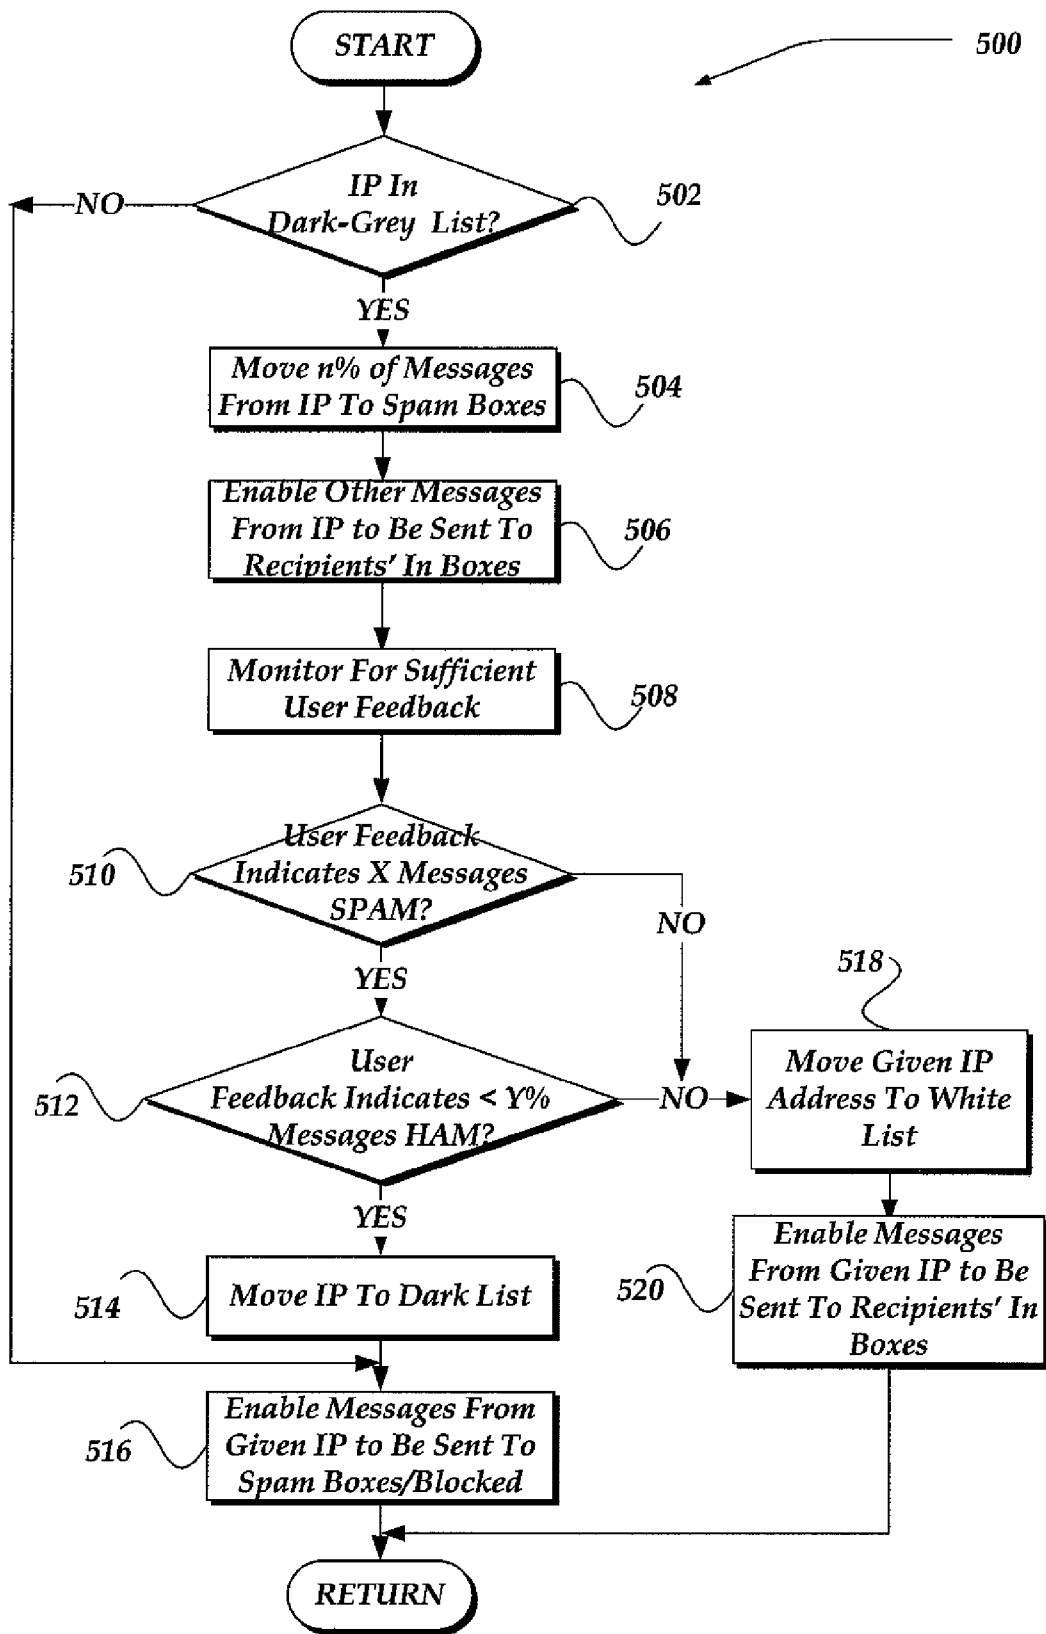 START
500
IP In
Dark-Grey List?
502
NO
YES
Move n% of Messages
From IP To Spam Boxes
504
Enable Other Messages
From IP to Be Sent To
Recipients' In Boxes
506
Monitor For Sufficient
User Feedback
508
User Feedback
Indicates X Messages
SPAM?
510
NO
YES
518
User
Feedback Indicates < Y%
Messages HAM?
512
NO
Move Given IP
Address To White
List
YES
Enable Messages
From Given IP to Be
Sent To Recipients' In
Boxes
520
Move IP To Dark List
514
Enable Messages From
Given IP to Be Sent To
Spam Boxes/Blocked
516
RETURN